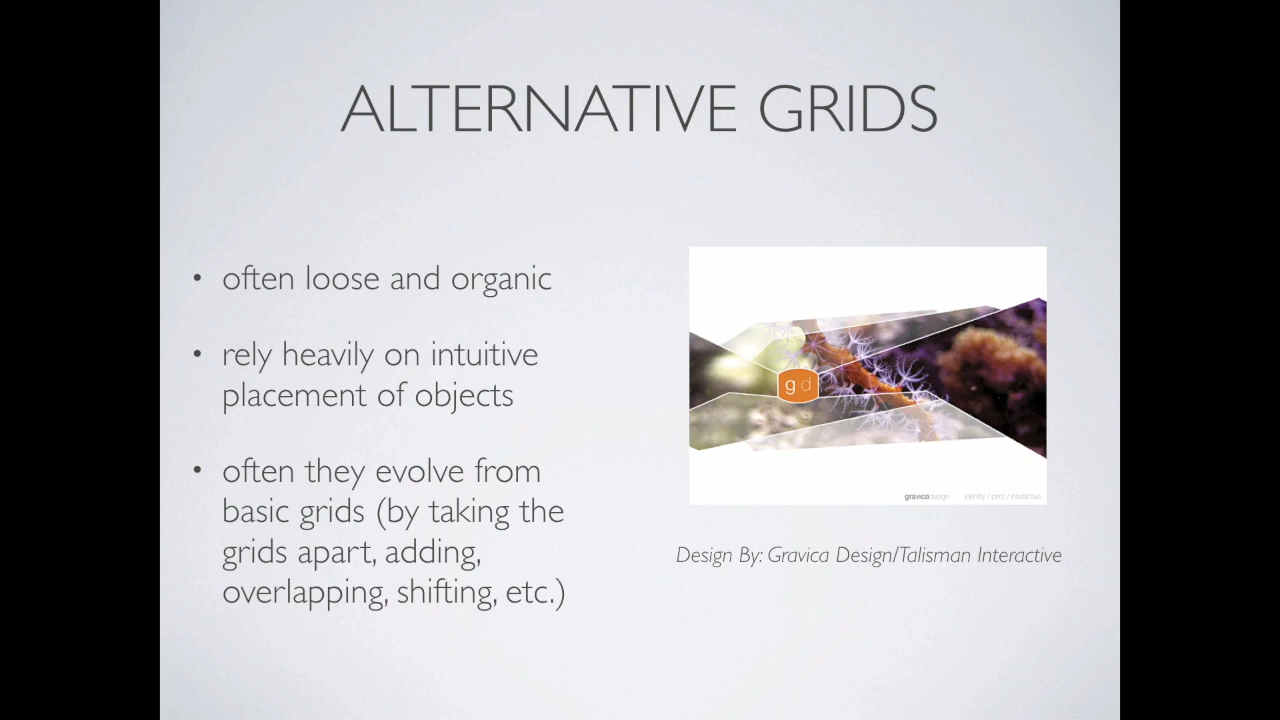 ALTERNATIVE GRIDS
• often loose and organic
• rely heavily on intuitive
placement of objects
• often they evolve from
basic grids (by taking the
grids apart, adding,
overlapping, shifting, etc.)
g d
gravicadesign identity / print / interactive
Design By: Gravica Design/Talisman Interactive